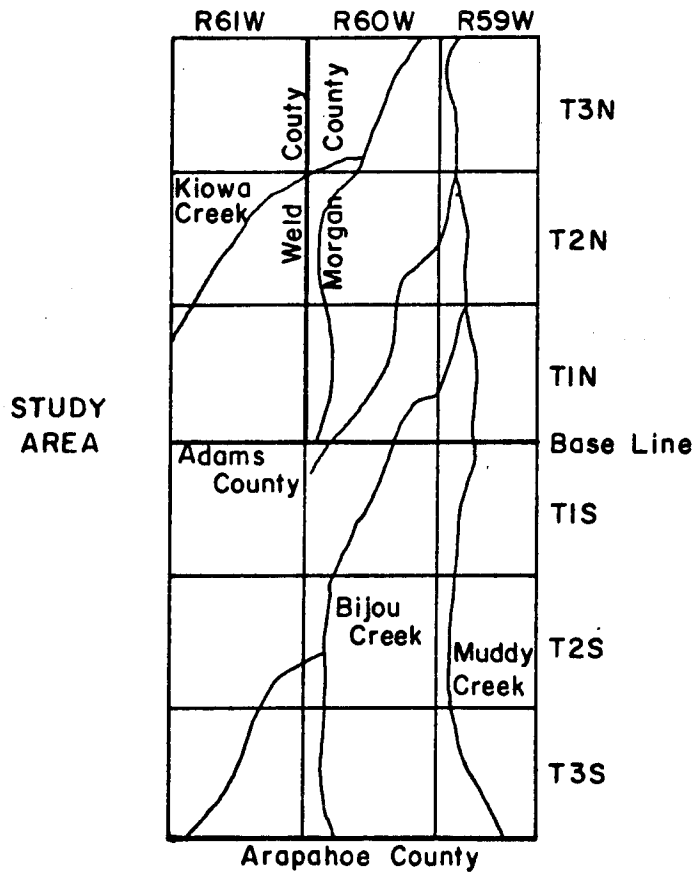 R61W R60W R59W
Weld Couty
Morgan County
T3N
Kiowa
Creek
T2N
T1N
STUDY
AREA
Base Line
Adams
County
T1S
Bijou
Creek
T2S
Muddy
Creek
T3S
Arapahoe County